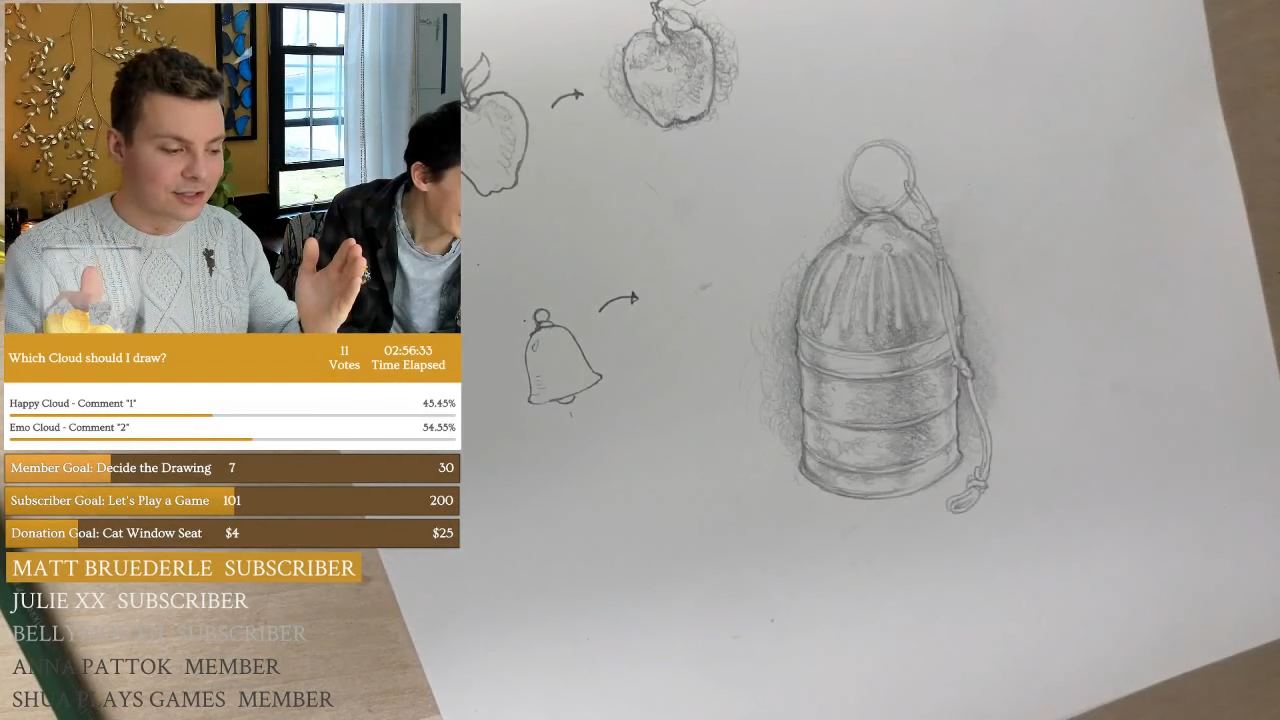 Which Cloud should I draw?
11 Votes
02:56:33 Time Elapsed
Happy Cloud - Comment "1" 45.45%
Emo Cloud - Comment "2" 54.55%
Member Goal: Decide the Drawing 7 30
Subscriber Goal: Let's Play a Game 101 200
Donation Goal: Cat Window Seat $4 $25
MATT BRUEDERLE SUBSCRIBER
JULIE XX SUBSCRIBER
SUBSCRIBER
ANNA PATTOK MEMBER
SHUA PLAYS GAMES MEMBER